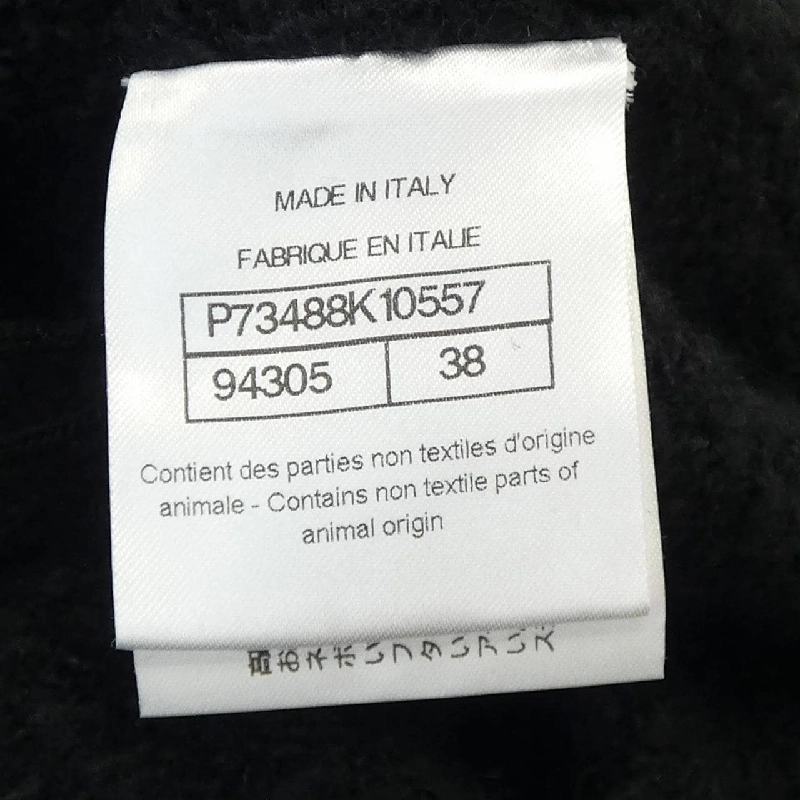 MADE IN ITALY
FABRIQUE EN ITALIE
P73488K10557
94305 38
Contient des parties non textiles d'origine
animale - Contains non textile parts of
animal origin